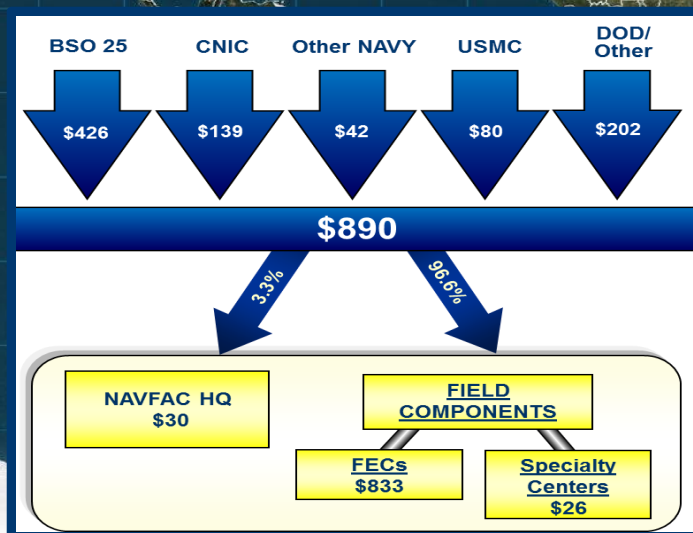 BSO 25
CNIC
Other NAVY
USMC
DOD/
Other
$426
$139
$42
$80
$202
$890
3.3%
96.6%
NAVFAC HQ
$30
FIELD
COMPONENTS
FECs
$833
Specialty
Centers
$26